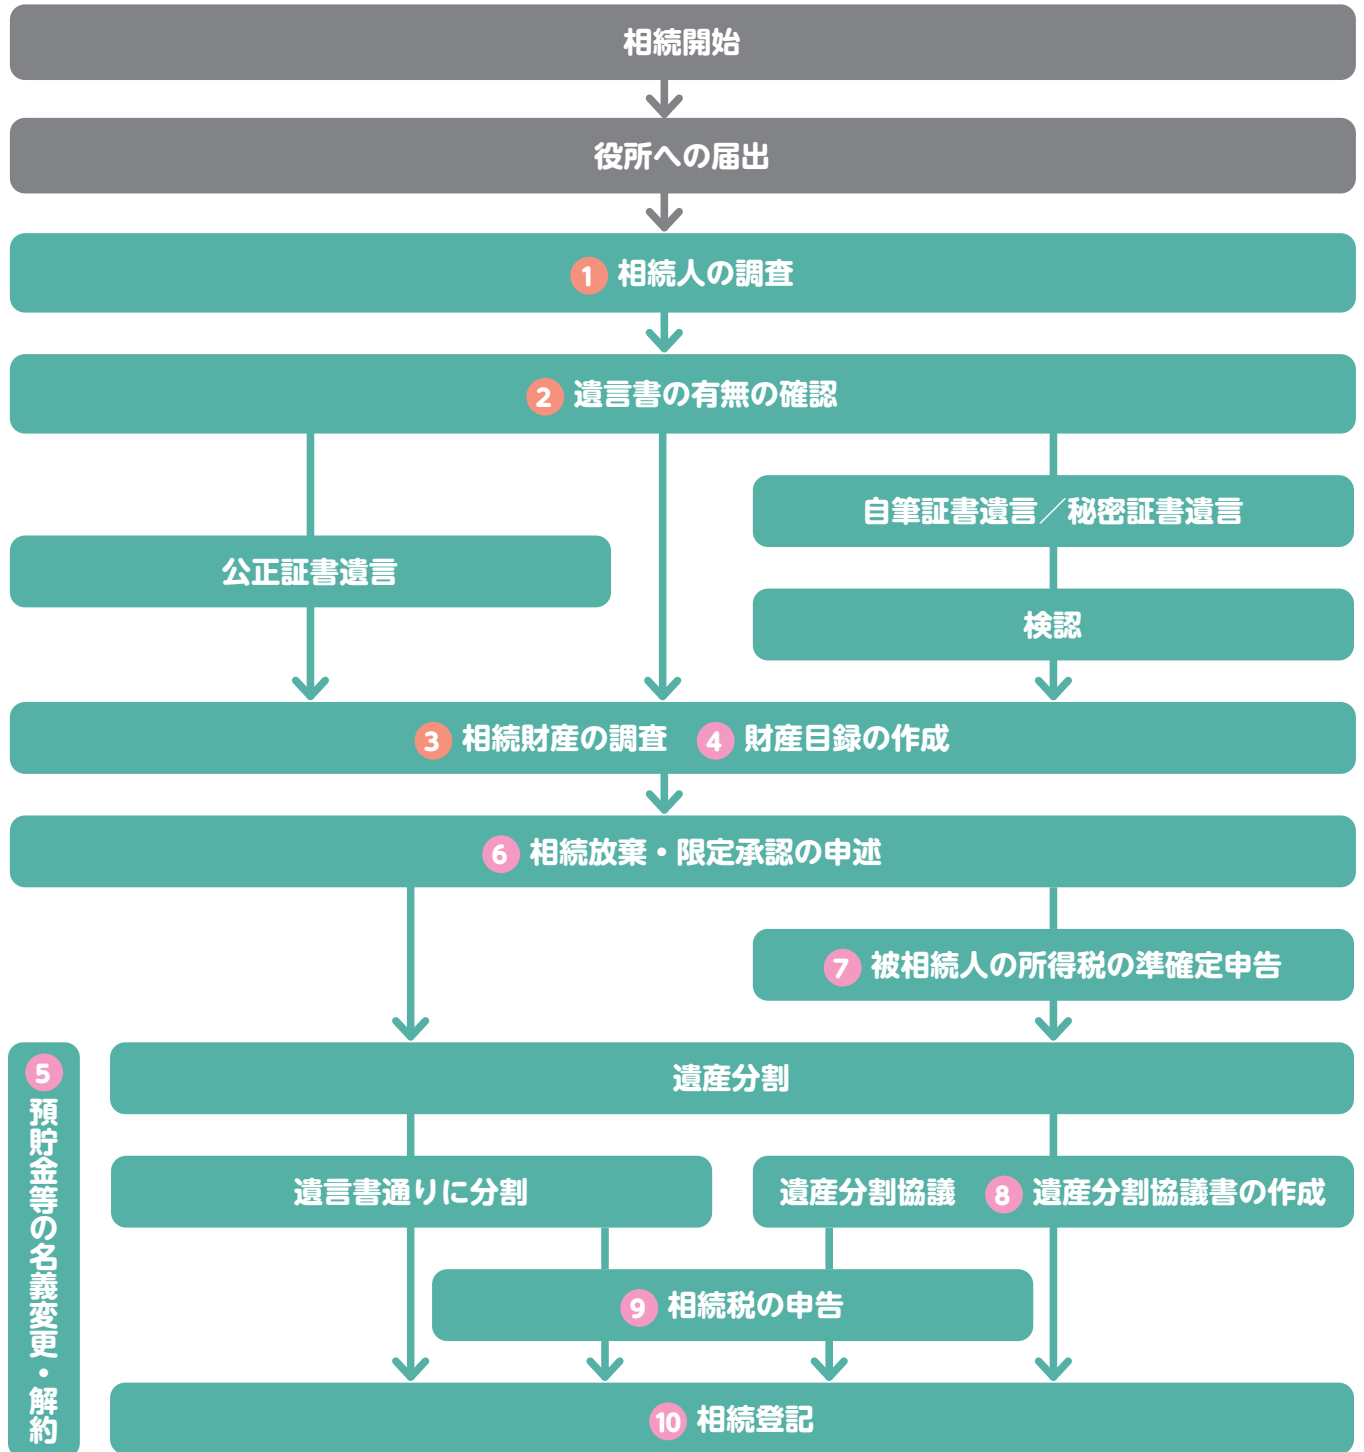 相続開始
役所への届出
1 相続人の調査
2 遺言書の有無の確認
自筆証書遺言／秘密証書遺言
公正証書遺言
検認
3 相続財産の調査 4 財産目録の作成
6 相続放棄・限定承認の申述
7 被相続人の所得税の準確定申告
5 預貯金等の名義変更・解約
遺産分割
遺言書通りに分割
遺産分割協議 8 遺産分割協議書の作成
9 相続税の申告
10 相続登記